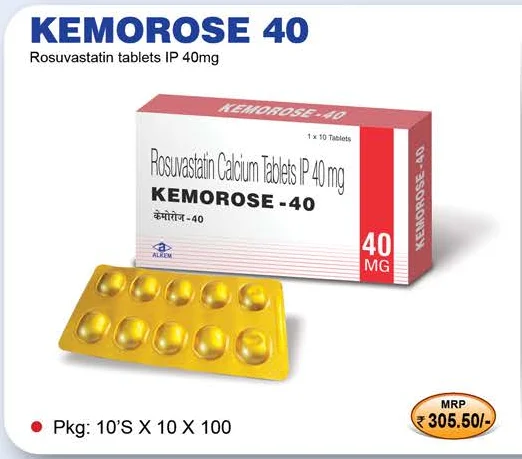 KEMOROSE 40
Rosuvastatin tablets IP 40mg
KEMOROSE-40
1 x 10 Tablets
Rosuvastatin Calcium Tablets IP 40 mg
KEMOROSE-40
केमोरोज-40
a
ALKEM
40
MG
KEMOROSE-40
Pkg: 10'S X 10 X 100
MRP
₹ 305.50/-